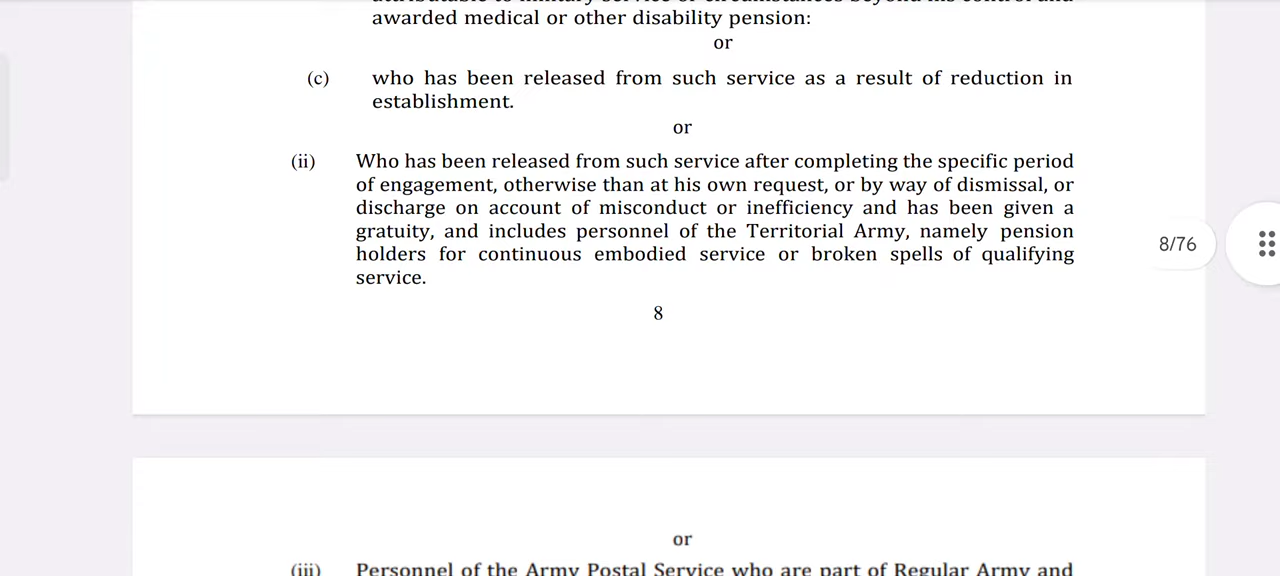 awarded medical or other disability pension:
or
(c) who has been released from such service as a result of reduction in
establishment.
or
(ii) Who has been released from such service after completing the specific period
of engagement, otherwise than at his own request, or by way of dismissal, or
discharge on account of misconduct or inefficiency and has been given a
gratuity, and includes personnel of the Territorial Army, namely pension
holders for continuous embodied service or broken spells of qualifying
service.
8/76
8
or
(iii) Personnel of the Army Postal Service who are part of Regular Army and